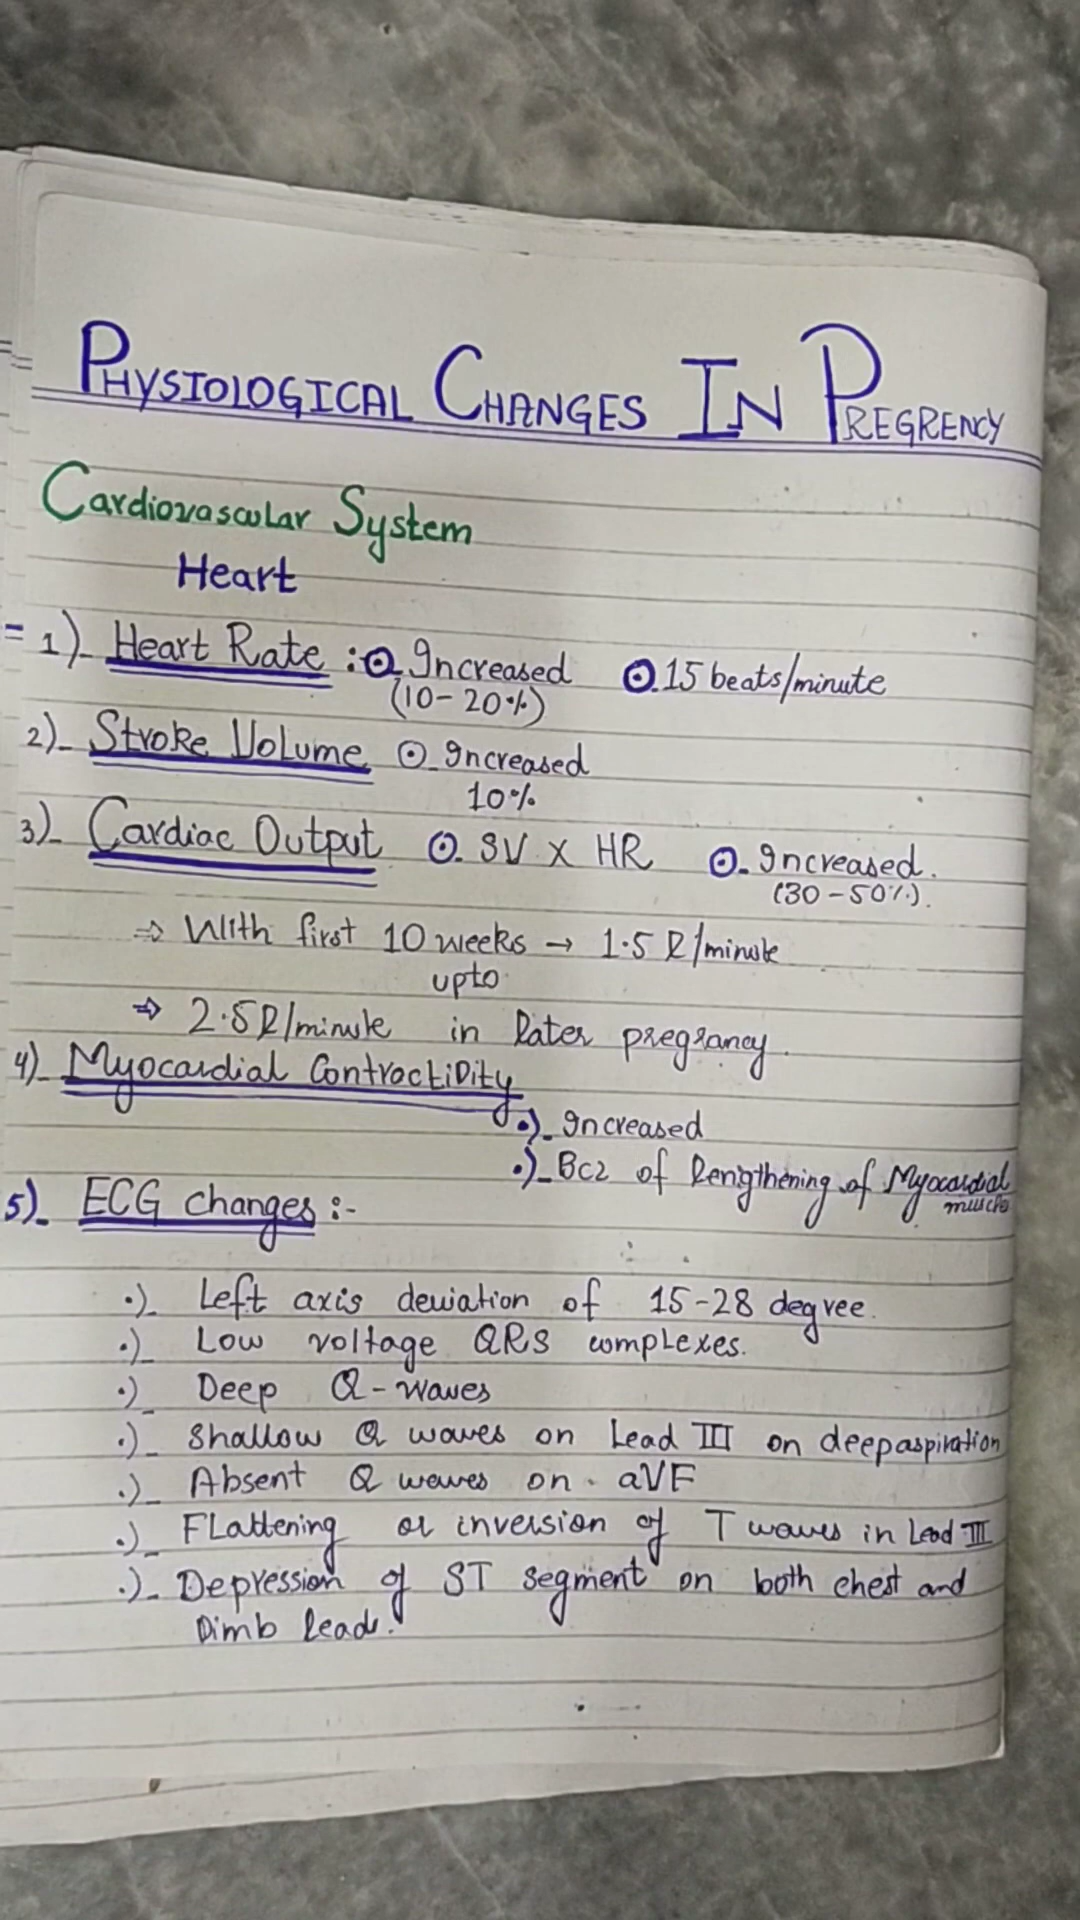 PHYSIOLOGICAL CHANGES IN PREGRENCY
Cardiovascular System
Heart
= 1)_ Heart Rate : Increased 15 beats/minute
(10-20%)
2)_ Stroke Volume Increased
10%
3)_ Cardiac Output SV X HR Increased.
(30-50%).
⇒ With first 10 weeks → 1.5 l/minute
upto
⇒ 2.5 l/minute in later pregnancy.
4)_ Myocardial Contractility
•)_ Increased
•)_ Bcz of lengthening of Myocardial
muscle
5)_ ECG changes :-
•)_ Left axis deviation of 15-28 degree.
•)_ Low voltage QRS complexes.
•)_ Deep Q-waves
•)_ Shallow Q waves on Lead III on deepaspiration
•)_ Absent Q waves on aVF
•)_ Flattening or inversion of T waves in Lead III
•)_ Depression of ST segment on both chest and
limb leads.